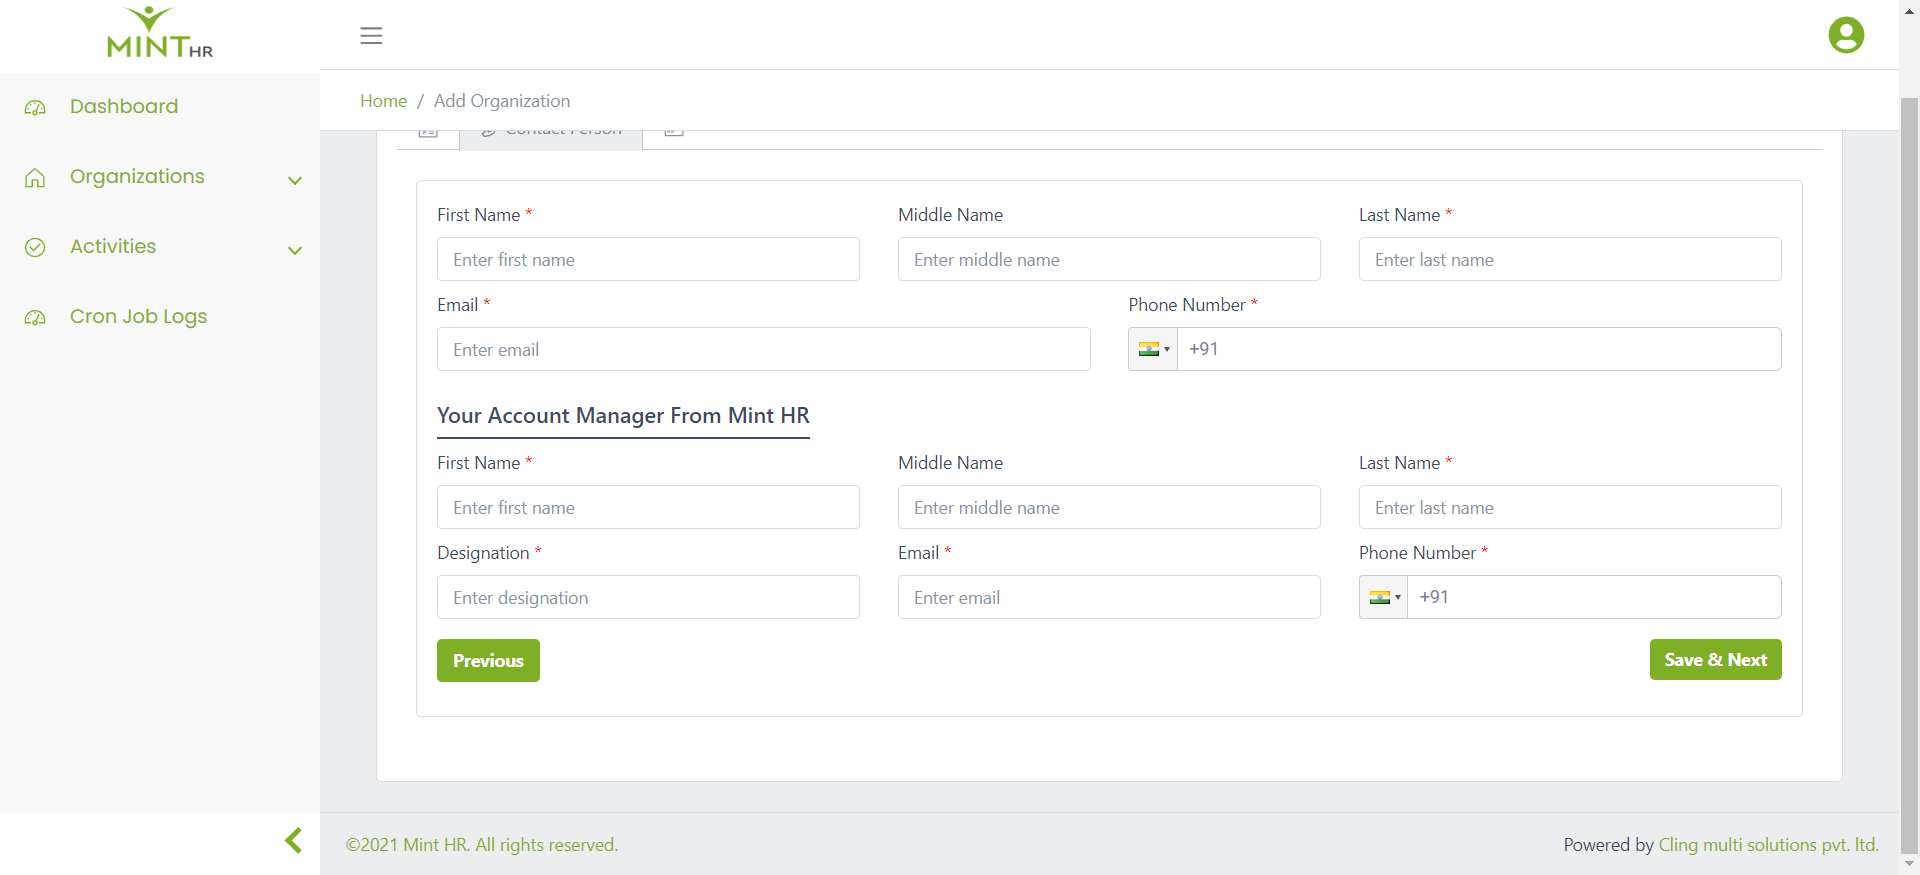 MINT HR
Dashboard
Organizations
Activities
Cron Job Logs
Home / Add Organization
Contact Person
First Name * Middle Name Last Name *
Enter first name Enter middle name Enter last name
Email * Phone Number *
Enter email +91
Your Account Manager From Mint HR
First Name * Middle Name Last Name *
Enter first name Enter middle name Enter last name
Designation * Email * Phone Number *
Enter designation Enter email +91
Previous Save & Next
©2021 Mint HR. All rights reserved. Powered by Cling multi solutions pvt. ltd.